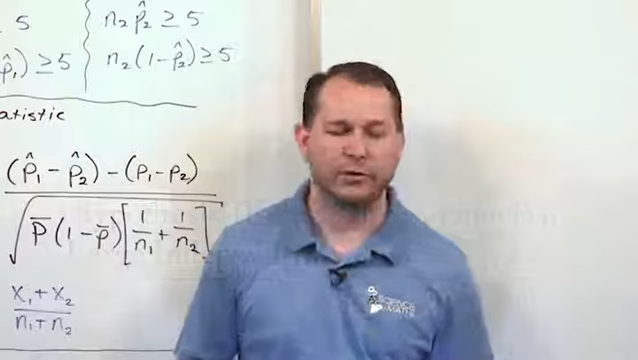 5
n₂p̂₂ ≥ 5
p̂₁) ≥ 5
n₂(1-p̂₂) ≥ 5
atistic
(p̂₁ - p̂₂) - (p₁ - p₂)
√p̄(1-p̄)[1/n₁ + 1/n₂]
x₁ + x₂
n₁ + n₂